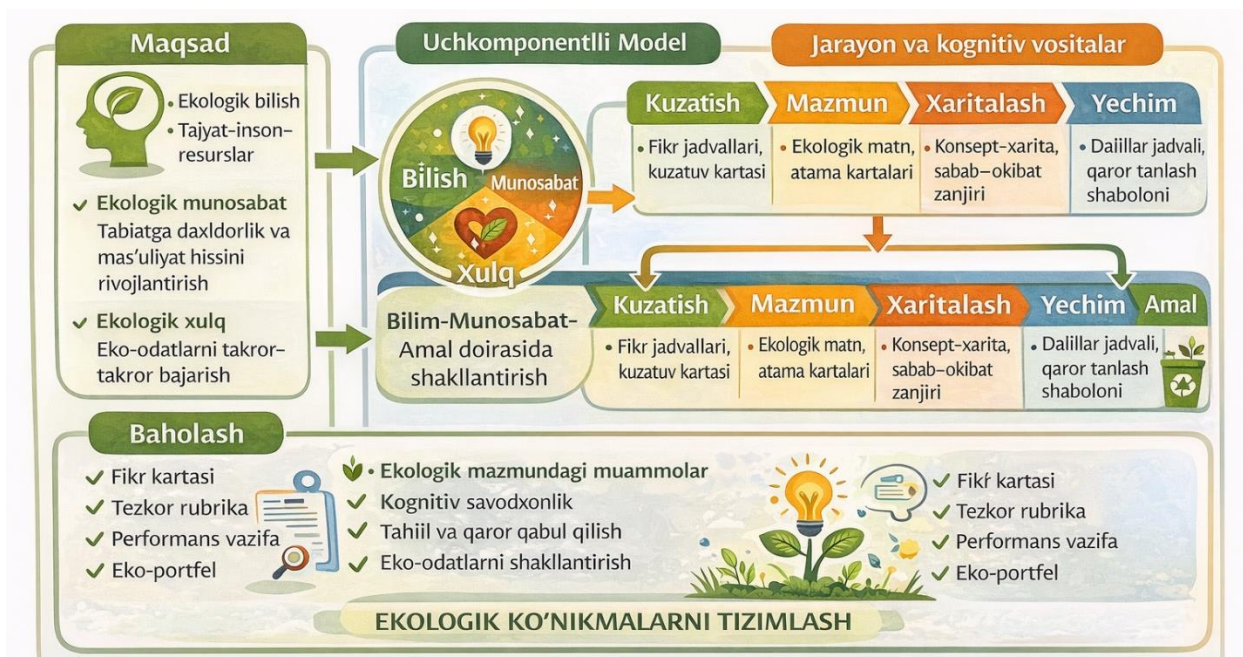 Maqsad
• Ekologik bilish
• Tajyat-inson-
resurslar
✓ Ekologik munosabat
Tabiatga daxldorlik va
mas'uliyat hissini
rivojlantirish
✓ Ekologik xulq
Eko-odatlarni takror-
takror bajarish
Uchkomponentlli Model
Bilish
Munosabat
Xulq
Bilim-Munosabat-
Amal doirasida
shakllantirish
Jarayon va kognitiv vositalar
Kuzatish
Mazmun
Xaritalash
Yechim
• Fikr jadvallari,
kuzatuv kartasi
• Ekologik matn,
atama kartalari
• Konsept-xarita,
sabab-okibat
zanjiri
• Daliillar jadvali,
qaror tanlash
shaboloni
Kuzatish
Mazmun
Xaritalash
Yechim
Amal
• Fikr jadvallari,
kuzatuv kartasi
• Ekologik matn,
atama kartalari
• Konsept-xarita,
sabab-okibat
zanjiri
• Dalillar jadvali,
qaror tanlash
shaboloni
Baholash
✓ Fikr kartasi
✓ Tezkor rubrika
✓ Performans vazifa
✓ Eko-portfel
• Ekologik mazmundagi muammolar
✓ Kognitiv savodxonlik
✓ Tahiil va qaror qabul qilish
✓ Eko-odatlarni shakllantirish
✓ Fikŕ kartasi
✓ Tezkor rubrika
✓ Performans vazifa
✓ Eko-portfel
EKOLOGIK KO'NIKMALARNI TIZIMLASH